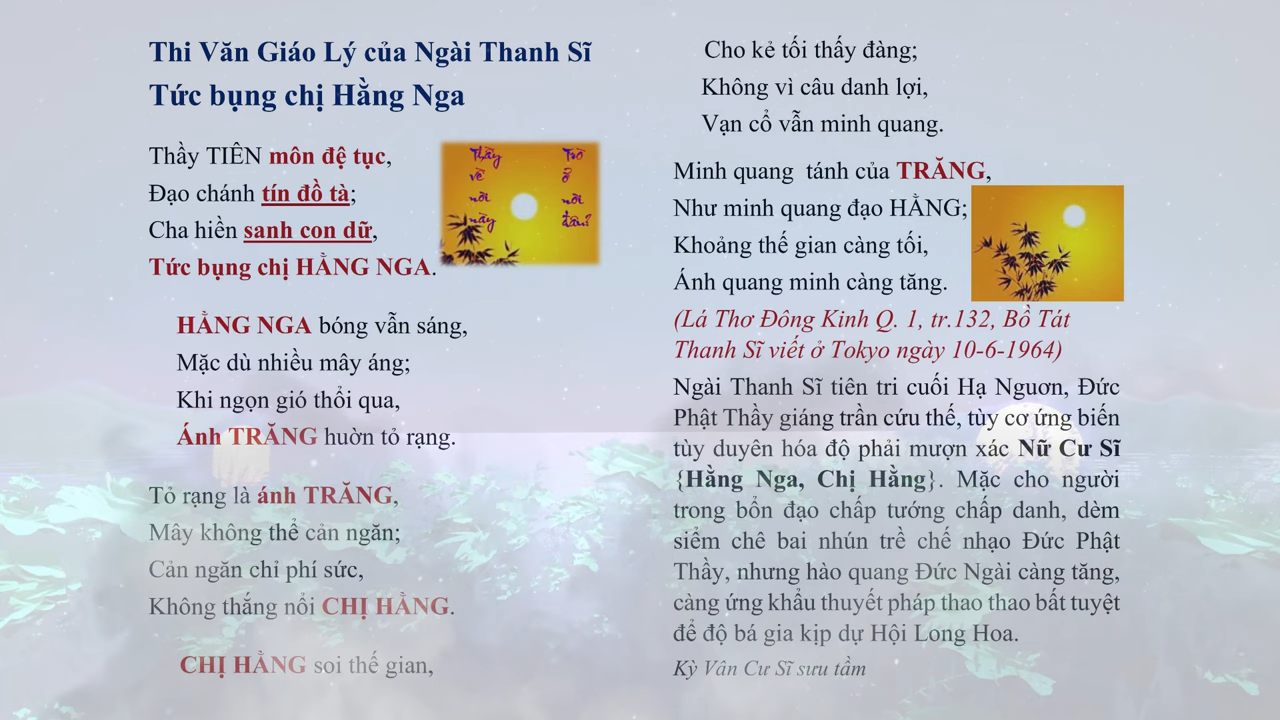 Thi Văn Giáo Lý của Ngài Thanh Sĩ
Tức bụng chị Hằng Nga
Thầy TIÊN môn đệ tục,
Đạo chánh tín đồ tà;
Cha hiền sanh con dữ,
Tức bụng chị HẰNG NGA.
Thầy
về
nơi
nầy
Trò
ở
nơi
đâu?
HẰNG NGA bóng vẫn sáng,
Mặc dù nhiều mây áng;
Khi ngọn gió thổi qua,
Ánh TRĂNG huờn tỏ rạng.
Tỏ rạng là ánh TRĂNG,
Mây không thể cản ngăn;
Cản ngăn chỉ phí sức,
Không thắng nổi CHỊ HẰNG.
CHỊ HẰNG soi thế gian,
Cho kẻ tối thấy đàng;
Không vì câu danh lợi,
Vạn cổ vẫn minh quang.
Minh quang tánh của TRĂNG,
Như minh quang đạo HẰNG;
Khoảng thế gian càng tối,
Ánh quang minh càng tăng.
(Lá Thơ Đông Kinh Q. 1, tr.132, Bồ Tát
Thanh Sĩ viết ở Tokyo ngày 10-6-1964)
Ngài Thanh Sĩ tiên tri cuối Hạ Nguơn, Đức
Phật Thầy giáng trần cứu thế, tùy cơ ứng biến
tùy duyên hóa độ phải mượn xác Nữ Cư Sĩ
{Hằng Nga, Chị Hằng}. Mặc cho người
trong bổn đạo chấp tướng chấp danh, dèm
siểm chê bai nhún trề chế nhạo Đức Phật
Thầy, nhưng hào quang Đức Ngài càng tăng,
càng ứng khẩu thuyết pháp thao thao bất tuyệt
để độ bá gia kịp dự Hội Long Hoa.
Kỳ Vân Cư Sĩ sưu tầm